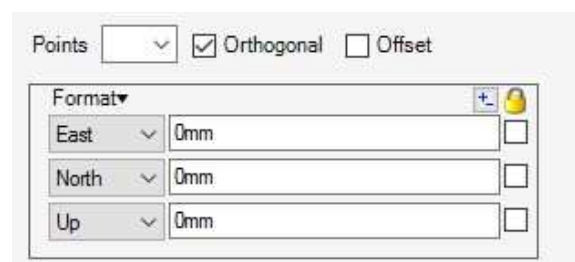 Points Orthogonal Offset
Format▾
East 0mm
North 0mm
Up 0mm